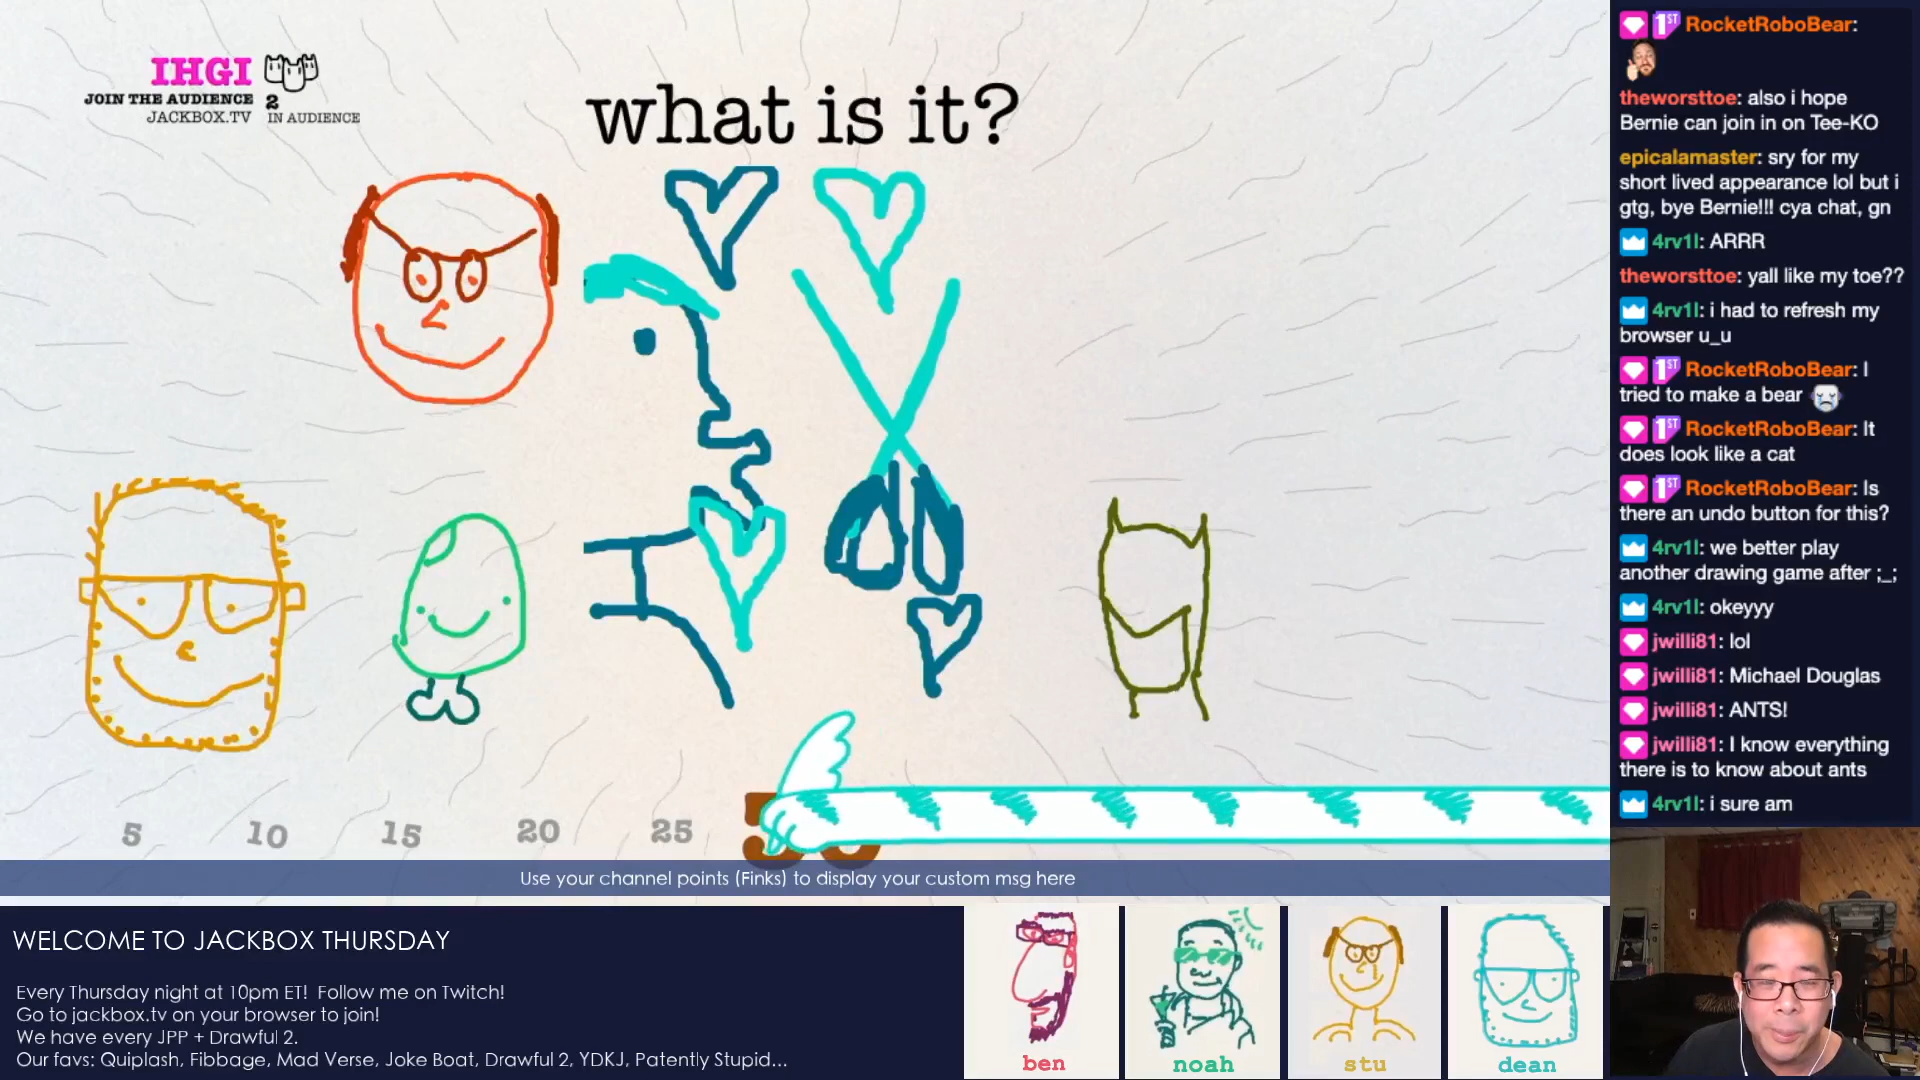 IHGI
JOIN THE AUDIENCE
JACKBOX.TV
2
IN AUDIENCE
what is it?
5
10
15
20
25
Use your channel points (Finks) to display your custom msg here
WELCOME TO JACKBOX THURSDAY
Every Thursday night at 10pm ET!  Follow me on Twitch!
Go to jackbox.tv on your browser to join!
We have every JPP + Drawful 2.
Our favs: Quiplash, Fibbage, Mad Verse, Joke Boat, Drawful 2, YDKJ, Patently Stupid...
ben
noah
stu
dean
1ST RocketRoboBear:
theworsttoe: also i hope
Bernie can join in on Tee-KO
epicalamaster: sry for my
short lived appearance lol but i
gtg, bye Bernie!!! cya chat, gn
4rv1l: ARRR
theworsttoe: yall like my toe??
4rv1l: i had to refresh my
browser u_u
1ST RocketRoboBear: I
tried to make a bear
1ST RocketRoboBear: It
does look like a cat
1ST RocketRoboBear: Is
there an undo button for this?
4rv1l: we better play
another drawing game after ;_;
4rv1l: okeyyy
jwilli81: lol
jwilli81: Michael Douglas
jwilli81: ANTS!
jwilli81: I know everything
there is to know about ants
4rv1l: i sure am